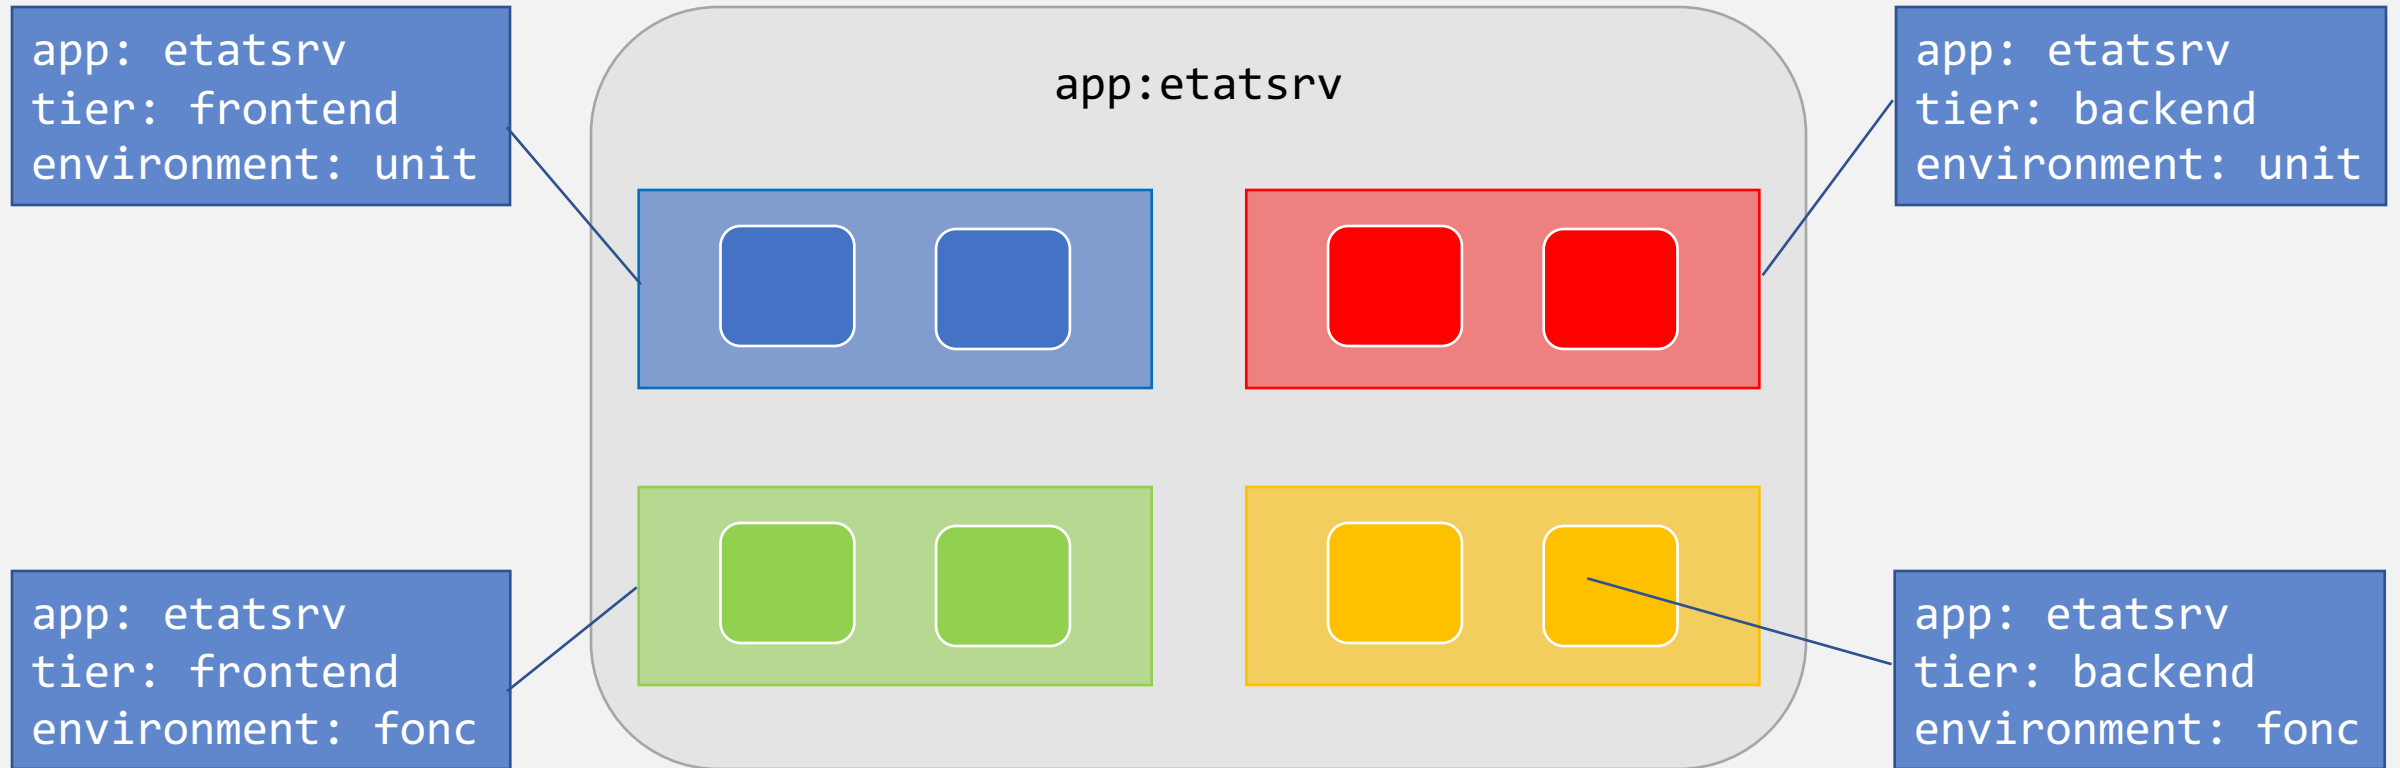 app: etatsrv
tier: frontend
environment: unit
app:etatsrv
app: etatsrv
tier: backend
environment: unit
app: etatsrv
tier: frontend
environment: fonc
app: etatsrv
tier: backend
environment: fonc